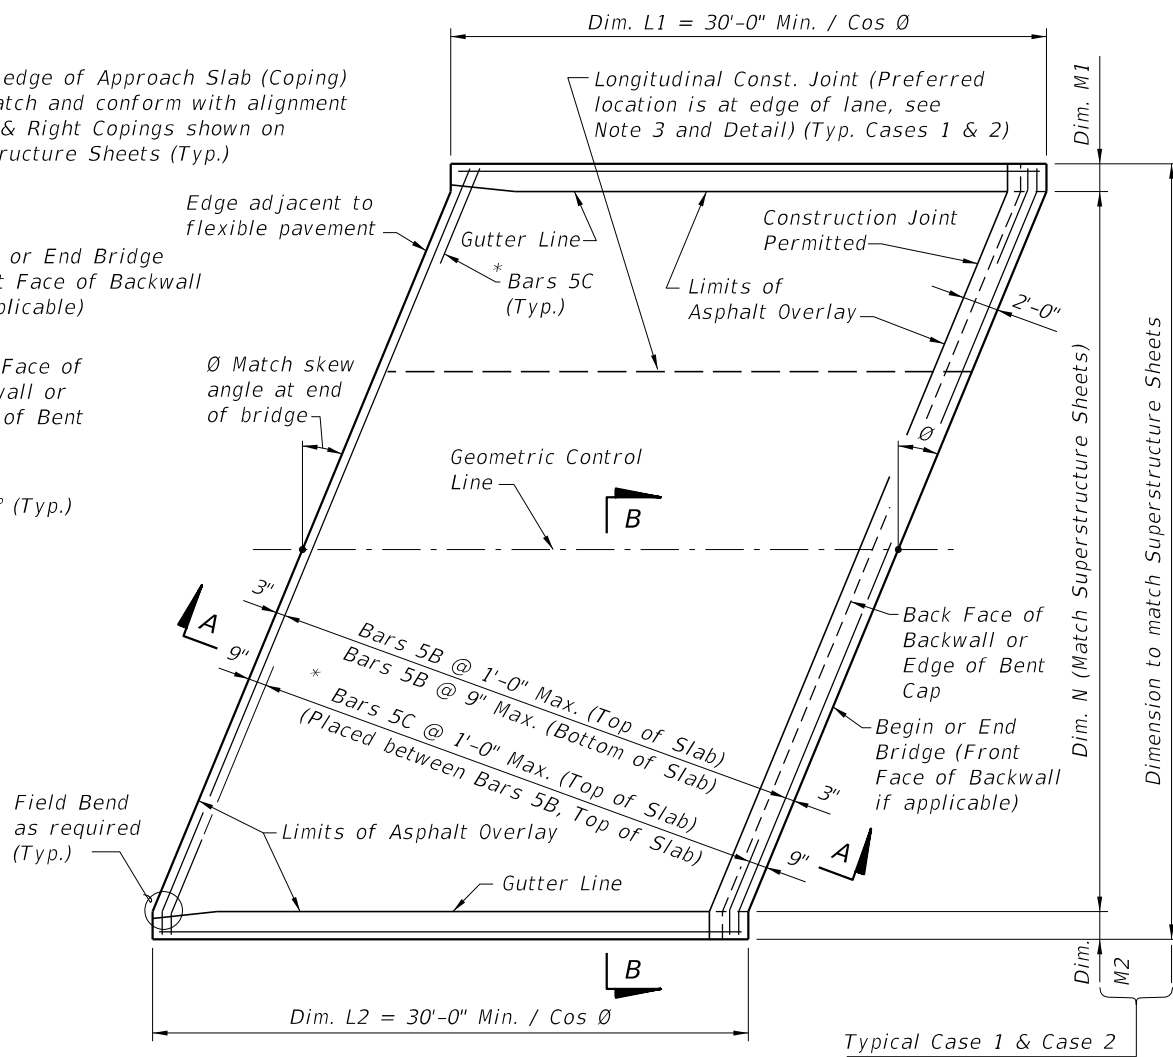 Dim. L1 = 30'-0" Min. / Cos Ø
edge of Approach Slab (Coping)
atch and conform with alignment
& Right Copings shown on
ructure Sheets (Typ.)
Longitudinal Const. Joint (Preferred
location is at edge of lane, see
Note 3 and Detail) (Typ. Cases 1 & 2)
Dim. M1
Edge adjacent to
flexible pavement
Gutter Line
Construction Joint
Permitted
or End Bridge
t Face of Backwall
plicable)
* Bars 5C
(Typ.)
Limits of
Asphalt Overlay
2'-0"
Face of
wall or
of Bent
Ø Match skew
angle at end
of bridge
Ø
Geometric Control
Line
B
(Typ.)
Dim. N (Match Superstructure Sheets)
Dimension to match Superstructure Sheets
3"
A
9"
Bars 5B @ 1'-0" Max. (Top of Slab)
Bars 5B @ 9" Max. (Bottom of Slab)
* Bars 5C @ 1'-0" Max. (Top of Slab)
(Placed between Bars 5B, Top of Slab)
Back Face of
Backwall or
Edge of Bent
Cap
Begin or End
Bridge (Front
Face of Backwall
if applicable)
3"
9"
A
Field Bend
as required
(Typ.)
Limits of Asphalt Overlay
Gutter Line
B
Dim.
M2
Dim. L2 = 30'-0" Min. / Cos Ø
Typical Case 1 & Case 2